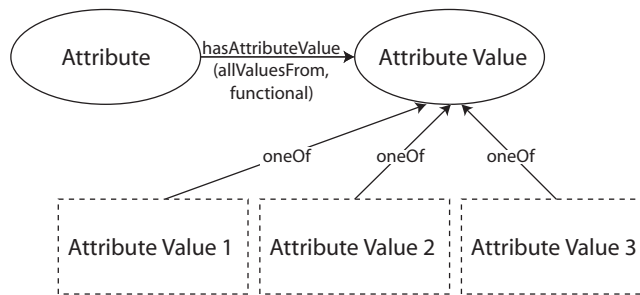 Attribute
hasAttributeValue
(allValuesFrom,
functional)
Attribute Value
oneOf
oneOf
oneOf
Attribute Value 1
Attribute Value 2
Attribute Value 3